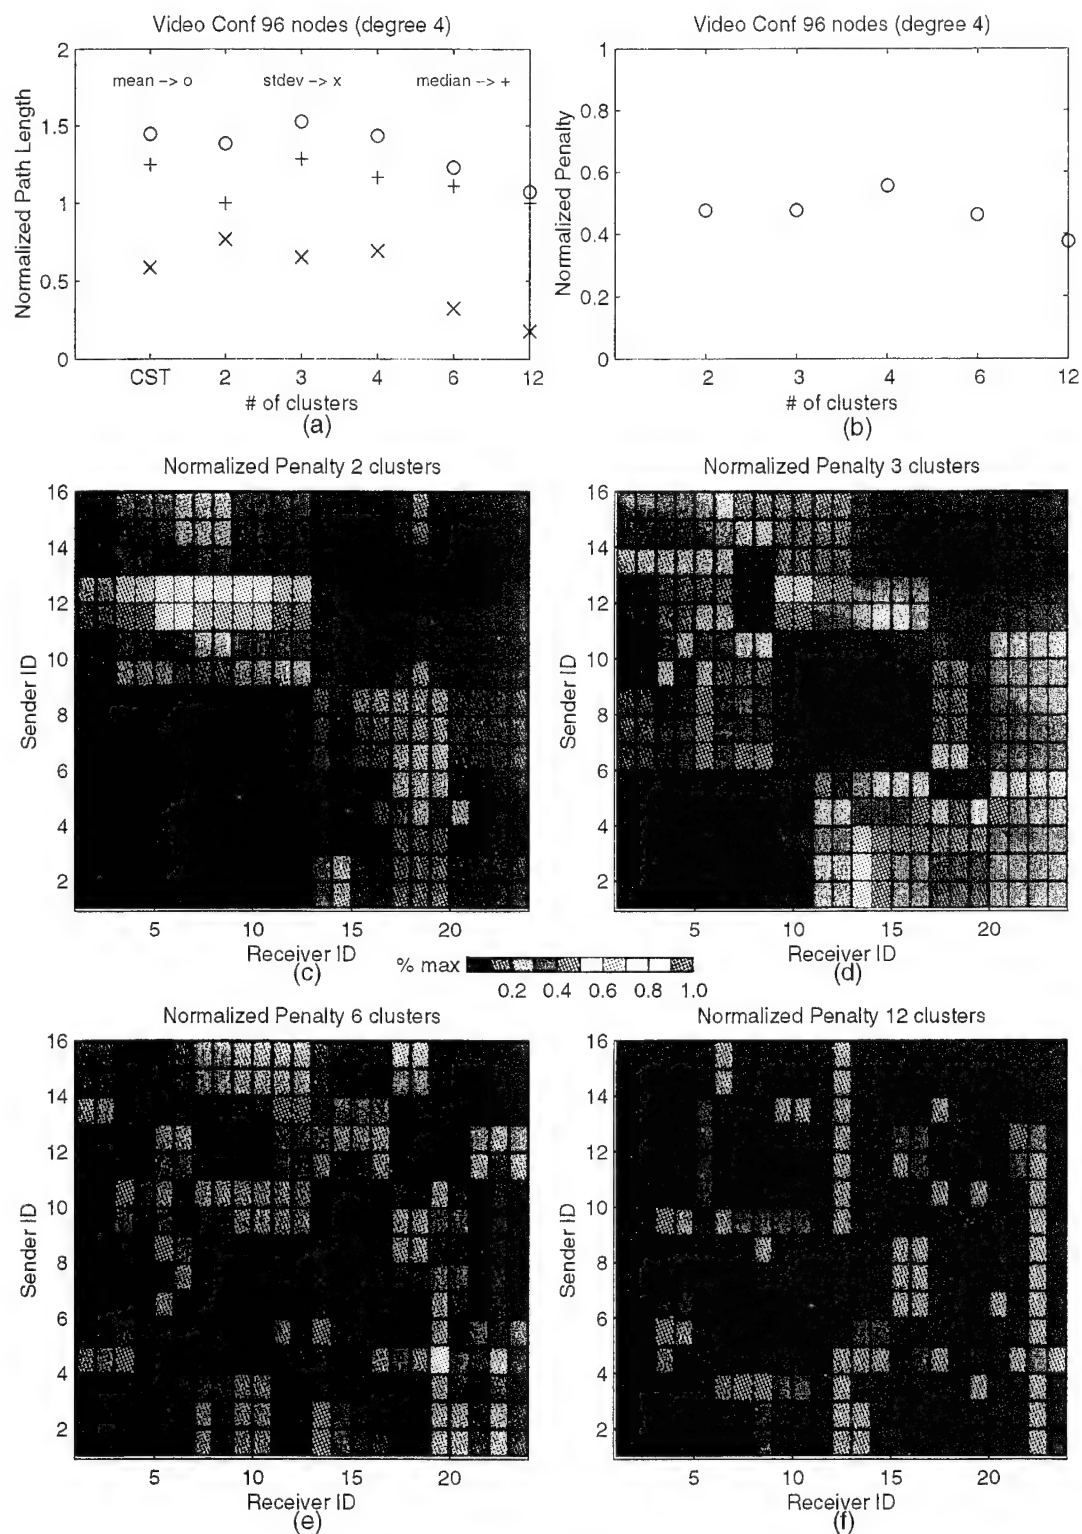 Video Conf 96 nodes (degree 4)
2
1.5
1
0.5
0
mean -> o
stdev -> x
median --> +
Normalized Path Length
CST 2 3 4 6 12
# of clusters
(a)
Video Conf 96 nodes (degree 4)
1
0.8
0.6
0.4
0.2
0
Normalized Penalty
2 3 4 6 12
# of clusters
(b)
Normalized Penalty 2 clusters
16
14
12
10
8
6
4
2
Sender ID
5 10 15 20
Receiver ID
(c)
Normalized Penalty 3 clusters
16
14
12
10
8
6
4
2
Sender ID
5 10 15 20
Receiver ID
(d)
% max
0.2 0.4 0.6 0.8 1.0
Normalized Penalty 6 clusters
16
14
12
10
8
6
4
2
Sender ID
5 10 15 20
Receiver ID
(e)
Normalized Penalty 12 clusters
16
14
12
10
8
6
4
2
Sender ID
5 10 15 20
Receiver ID
(f)